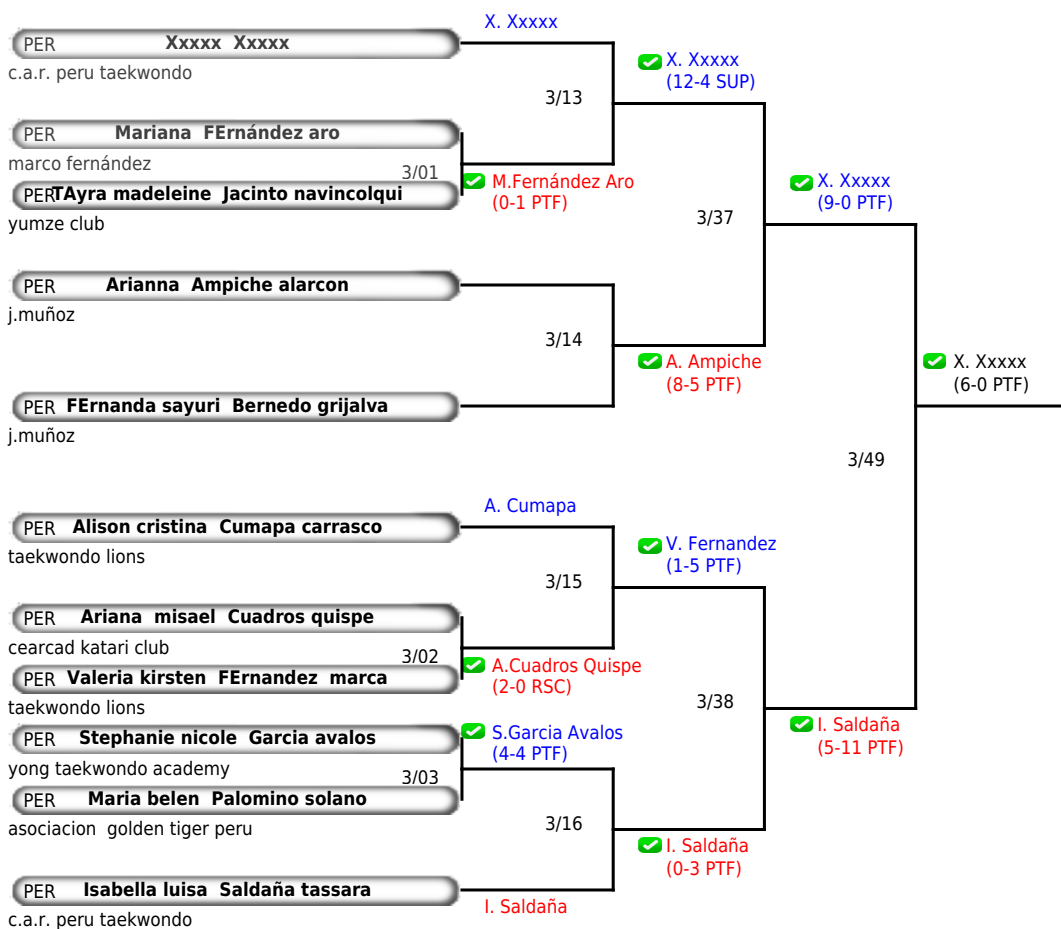 X. Xxxxx
PER Xxxxx Xxxxx
c.a.r. peru taekwondo
X. Xxxxx
(12-4 SUP)
3/13
PER Mariana FErnández aro
marco fernández
3/01
M.Fernández Aro
(0-1 PTF)
PER TAyra madeleine Jacinto navincolqui
yumze club
X. Xxxxx
(9-0 PTF)
3/37
PER Arianna Ampiche alarcon
j.muñoz
3/14
A. Ampiche
(8-5 PTF)
X. Xxxxx
(6-0 PTF)
PER FErnanda sayuri Bernedo grijalva
j.muñoz
3/49
A. Cumapa
PER Alison cristina Cumapa carrasco
taekwondo lions
V. Fernandez
(1-5 PTF)
3/15
PER Ariana misael Cuadros quispe
cearcad katari club
3/02
A.Cuadros Quispe
(2-0 RSC)
PER Valeria kirsten FErnandez marca
taekwondo lions
3/38
PER Stephanie nicole Garcia avalos
S.Garcia Avalos
(4-4 PTF)
I. Saldaña
(5-11 PTF)
yong taekwondo academy
3/03
PER Maria belen Palomino solano
asociacion golden tiger peru
3/16
I. Saldaña
(0-3 PTF)
PER Isabella luisa Saldaña tassara
I. Saldaña
c.a.r. peru taekwondo